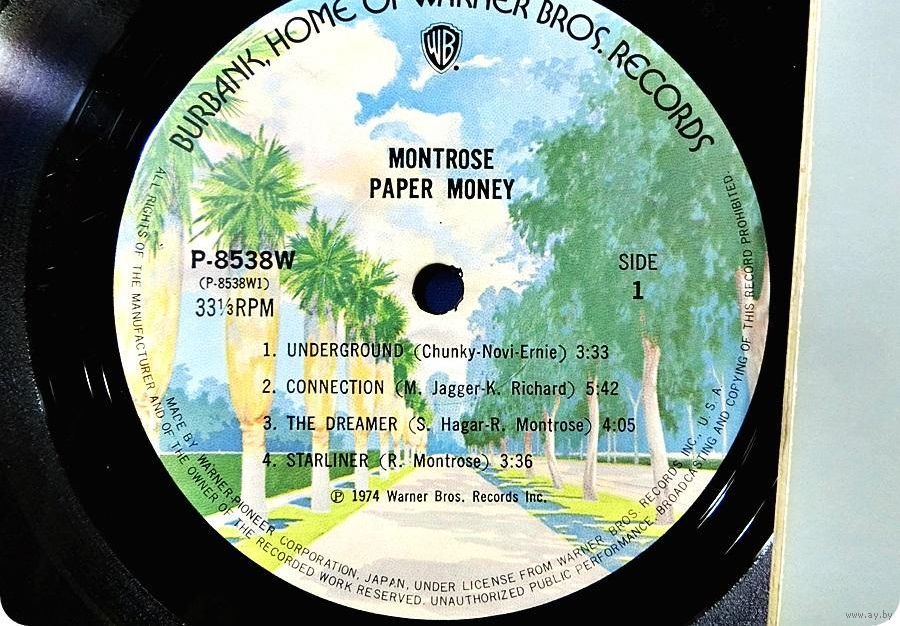 BURBANK, HOME OF WARNER BROS. RECORDS
WB
MONTROSE
PAPER MONEY
P-8538W
(P-8538W1)
33⅓RPM
SIDE
1
1. UNDERGROUND (Chunky-Novi-Ernie) 3:33
2. CONNECTION (M. Jagger-K. Richard) 5:42
3. THE DREAMER (S. Hagar-R. Montrose) 4:05
4. STARLINER (R. Montrose) 3:36
℗ 1974 Warner Bros. Records Inc.
MADE BY WARNER-PIONEER CORPORATION, JAPAN, UNDER LICENSE FROM WARNER BROS RECORDS INC. U. S. A
ALL RIGHTS OF THE MANUFACTURER AND OF THE OWNER OF THE RECORDED WORK RESERVED. UNAUTHORIZED PUBLIC PERFORMANCE, BROADCASTING AND COPYING OF THIS RECORD PROHIBITED
www.ay.by